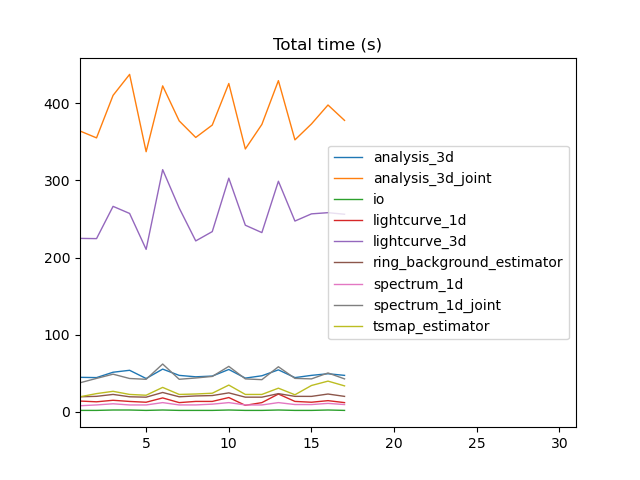 Total time (s)
400
300
200
100
0
analysis_3d
analysis_3d_joint
io
lightcurve_1d
lightcurve_3d
ring_background_estimator
spectrum_1d
spectrum_1d_joint
tsmap_estimator
5 10 15 20 25 30